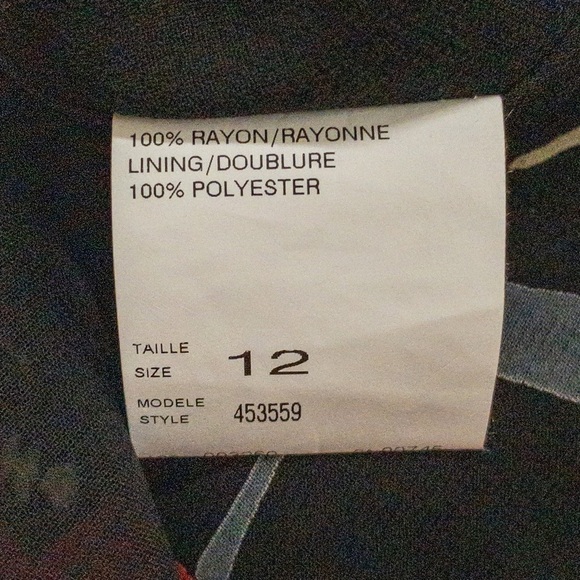 100% RAYON/RAYONNE
LINING/DOUBLURE
100% POLYESTER
TAILLE
SIZE 12
MODELE
STYLE 453559